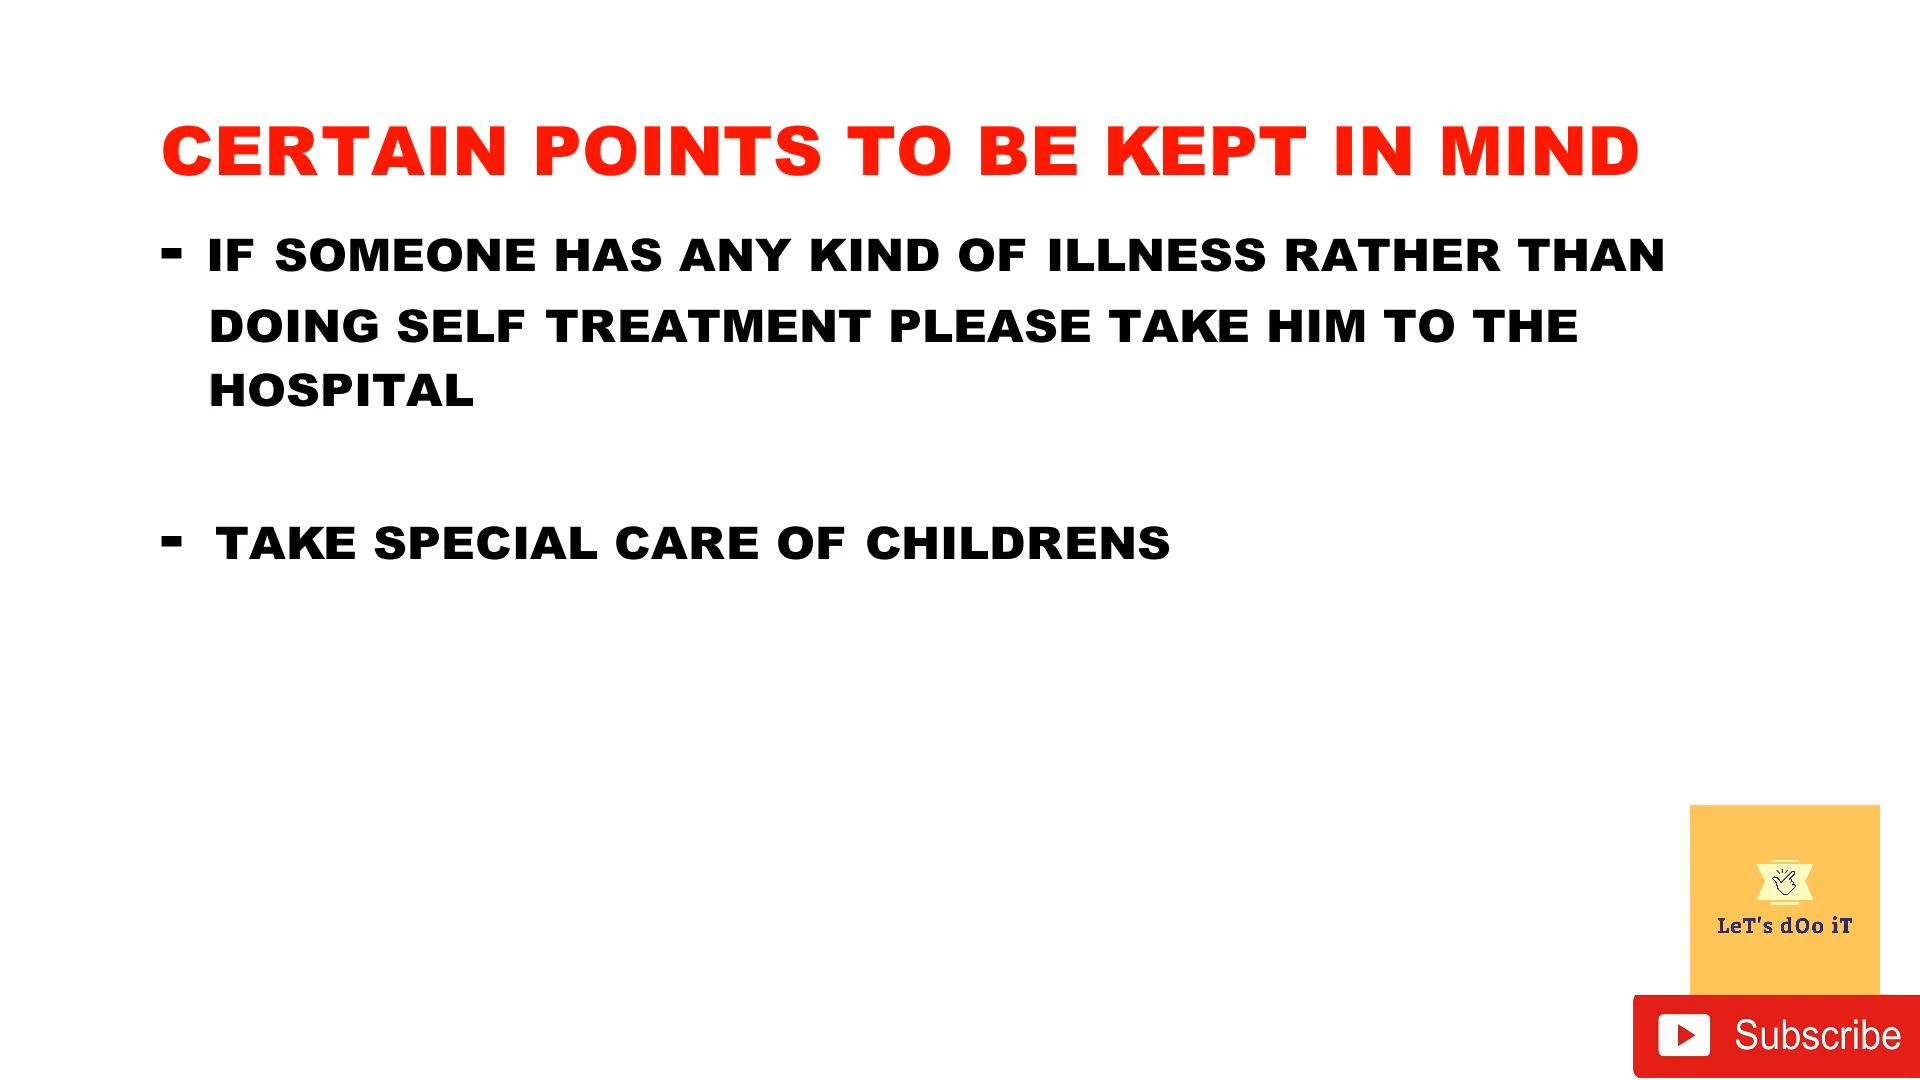 CERTAIN POINTS TO BE KEPT IN MIND
- IF SOMEONE HAS ANY KIND OF ILLNESS RATHER THAN
DOING SELF TREATMENT PLEASE TAKE HIM TO THE
HOSPITAL
- TAKE SPECIAL CARE OF CHILDRENS
LeT's dOo iT
Subscribe